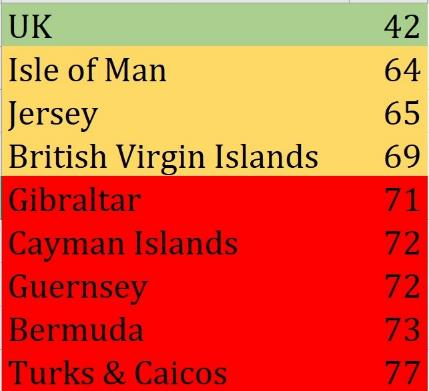 UK 42
Isle of Man 64
Jersey 65
British Virgin Islands 69
Gibraltar 71
Cayman Islands 72
Guernsey 72
Bermuda 73
Turks & Caicos 77